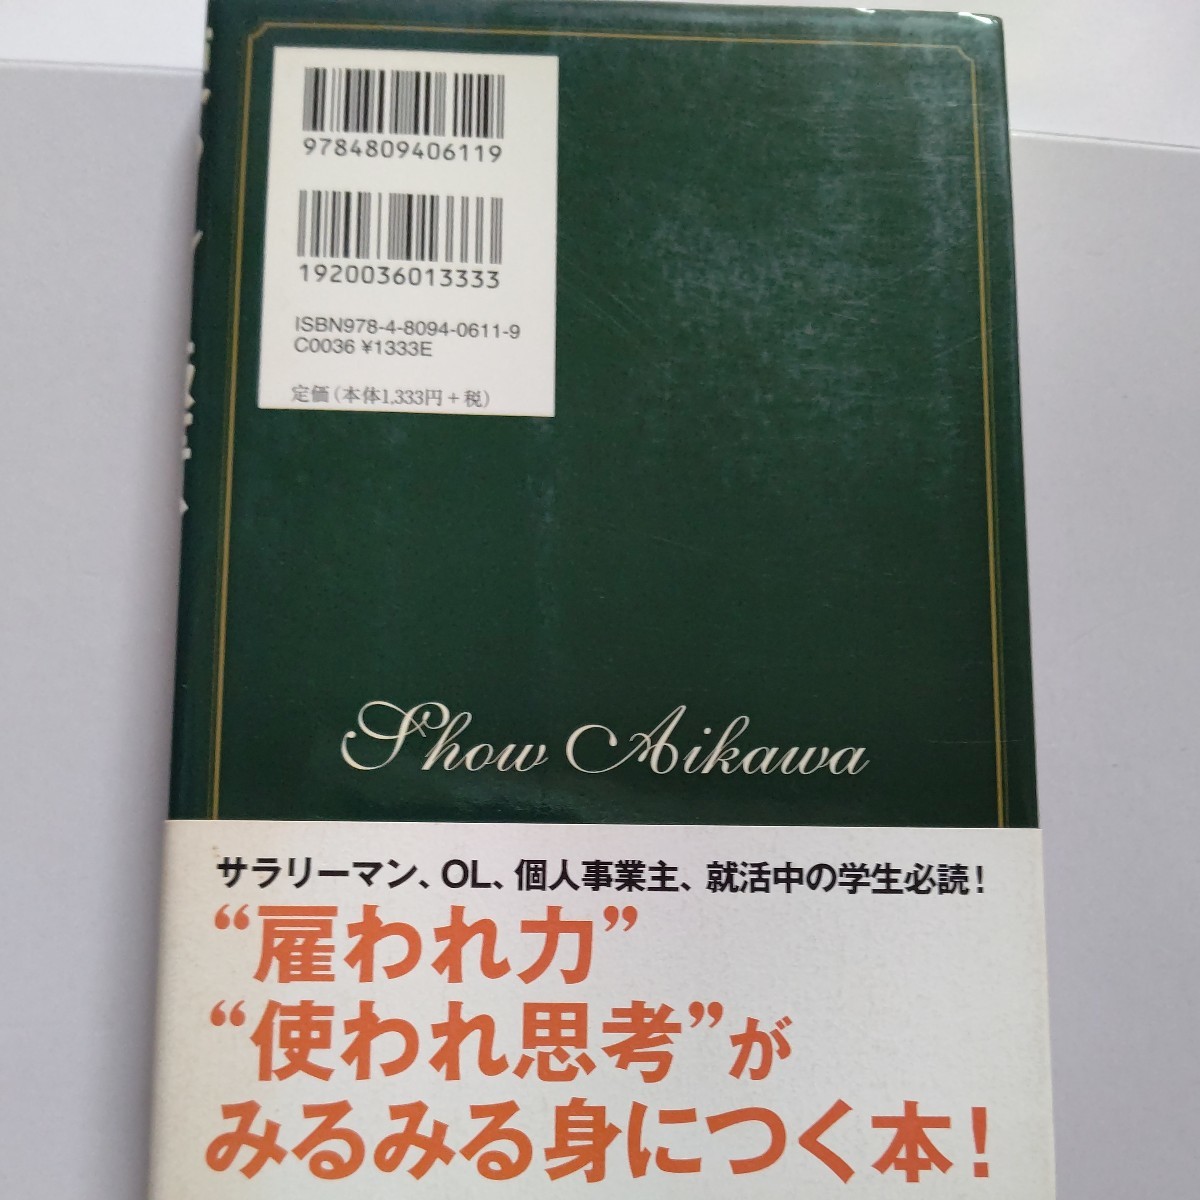 9784809406119
1920036013333
ISBN978-4-8094-0611-9
C0036 ¥1333E
定価（本体1,333円+税）
Show Aikawa
サラリーマン、OL、個人事業主、就活中の学生必読！
“雇われ力”
“使われ思考”が
みるみる身につく本！